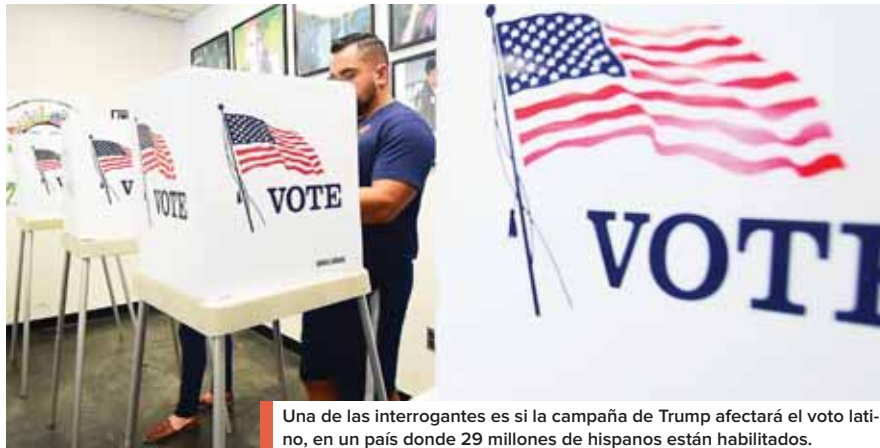 VOTE
VOTE
V
VOTE
Una de las interrogantes es si la campaña de Trump afectará el voto lati-
no, en un país donde 29 millones de hispanos están habilitados.